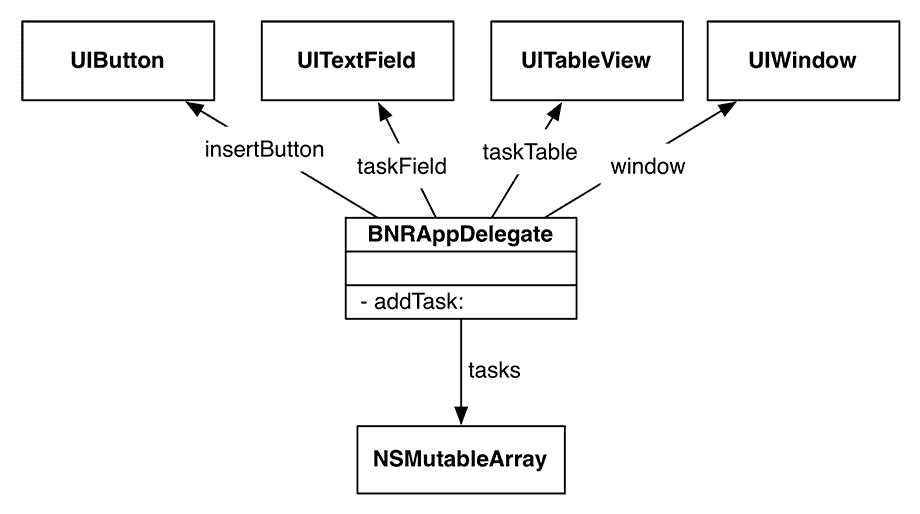 UIButton
UITextField
UITableView
UIWindow
insertButton
taskField
taskTable
window
BNRAppDelegate
- addTask:
tasks
NSMutableArray